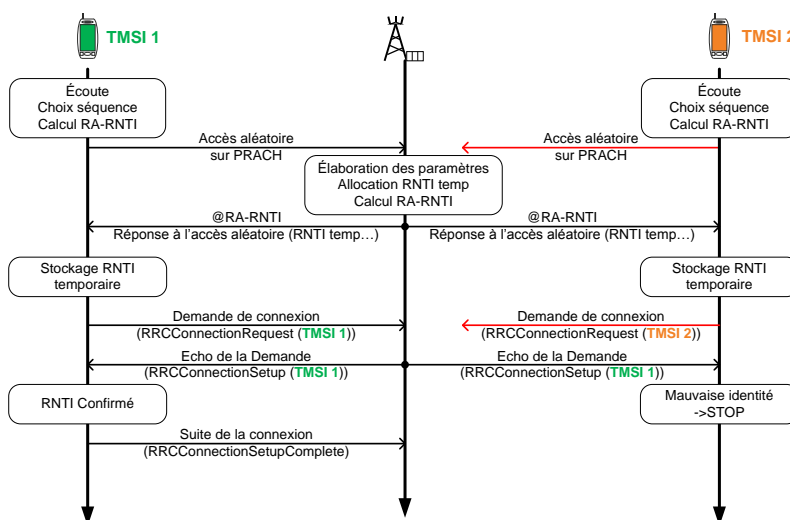 TMSI 1
TMSI 2
Écoute
Choix séquence
Calcul RA-RNTI
Écoute
Choix séquence
Calcul RA-RNTI
Accès aléatoire
sur PRACH
Accès aléatoire
sur PRACH
Élaboration des paramètres
Allocation RNTI temp
Calcul RA-RNTI
@RA-RNTI
Réponse à l'accès aléatoire (RNTI temp…)
@RA-RNTI
Réponse à l'accès aléatoire (RNTI temp…)
Stockage RNTI
temporaire
Stockage RNTI
temporaire
Demande de connexion
(RRCConnectionRequest (TMSI 1))
Demande de connexion
(RRCConnectionRequest (TMSI 2))
Echo de la Demande
(RRCConnectionSetup (TMSI 1))
Echo de la Demande
(RRCConnectionSetup (TMSI 1))
RNTI Confirmé
Mauvaise identité
->STOP
Suite de la connexion
(RRCConnectionSetupComplete)